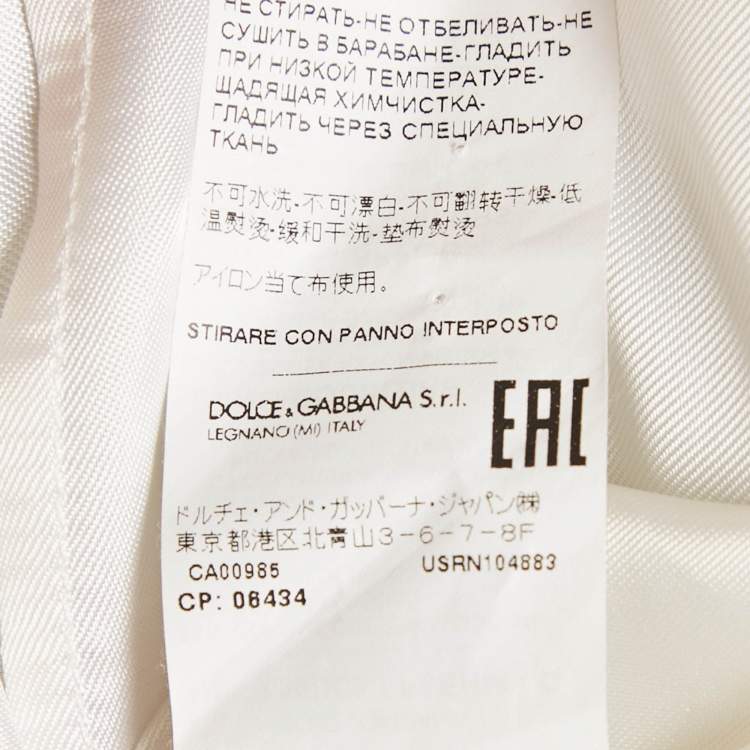 НЕ СТИРАТЬ-НЕ ОТБЕЛИВАТЬ-НЕ
СУШИТЬ В БАРАБАНЕ-ГЛАДИТЬ
ПРИ НИЗКОЙ ТЕМПЕРАТУРЕ-
ЩАДЯЩАЯ ХИМЧИСТКА-
ГЛАДИТЬ ЧЕРЕЗ СПЕЦИАЛЬНУЮ
ТКАНЬ
不可水洗-不可漂白-不可翻转干燥-低
温熨烫-缓和干洗-垫布熨烫
アイロン当て布使用。
STIRARE CON PANNO INTERPOSTO
DOLCE & GABBANA S.r.l.
LEGNANO (MI) ITALY
EAC
ドルチェ・アンド・ガッバーナ・ジャパン㈱
東京都港区北青山3-6-7-8F
CA00985 USRN104883
CP: 06434